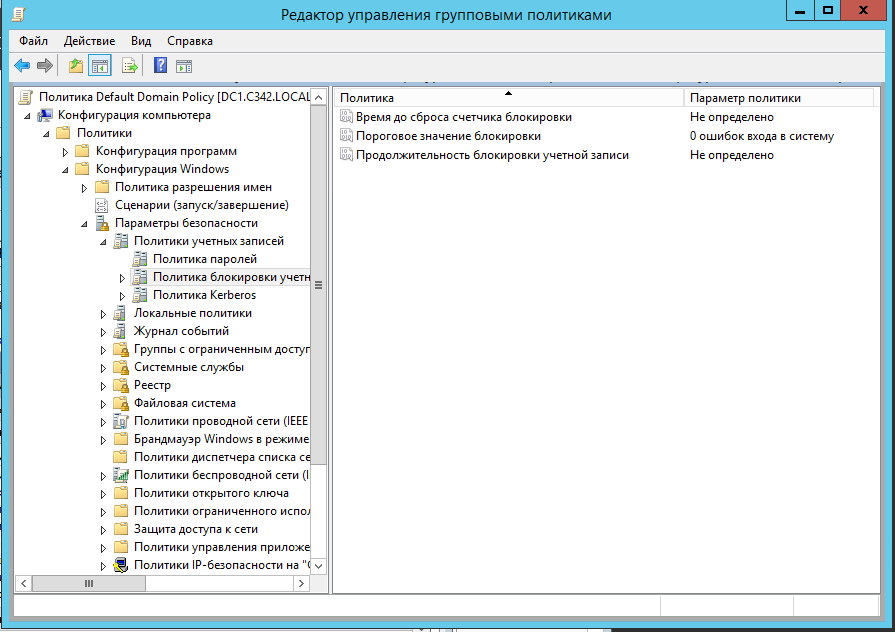 Редактор управления групповыми политиками
Файл Действие Вид Справка
Политика Default Domain Policy [DC1.C342.LOCAL
Конфигурация компьютера
Политики
Конфигурация программ
Конфигурация Windows
Политика разрешения имен
Сценарии (запуск/завершение)
Параметры безопасности
Политики учетных записей
Политика паролей
Политика блокировки учетн
Политика Kerberos
Локальные политики
Журнал событий
Группы с ограниченным доступ
Системные службы
Реестр
Файловая система
Политики проводной сети (IEEE
Брандмауэр Windows в режиме
Политики диспетчера списка се
Политики беспроводной сети (I
Политики открытого ключа
Политики ограниченного испол
Защита доступа к сети
Политики управления приложе
Политики IP-безопасности на "С
Политика Параметр политики
Время до сброса счетчика блокировки Не определено
Пороговое значение блокировки 0 ошибок входа в систему
Продолжительность блокировки учетной записи Не определено